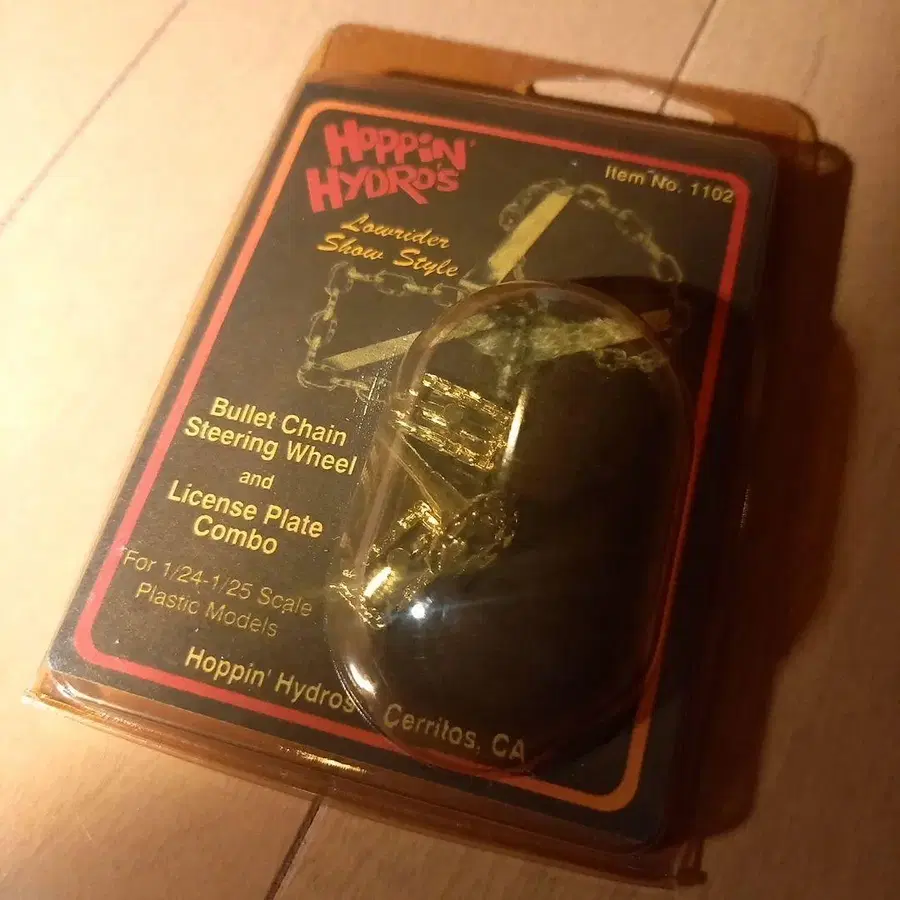 HOPPIN'
HYDRO'S
Item No. 1102
Lowrider
Show Style
Bullet Chain
Steering Wheel
and
License Plate
Combo
For 1/24-1/25 Scale
Plastic Models
Hoppin' Hydros Cerritos, CA